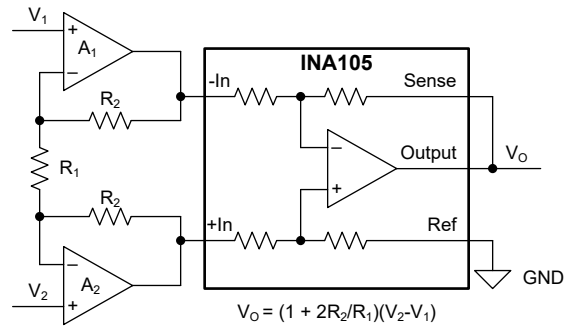 V1
+
A1
−
R2
R1
R2
−
A2
+
V2
INA105
-In
Sense
−
+
Output
VO
+In
Ref
GND
VO = (1 + 2R2/R1)(V2-V1)